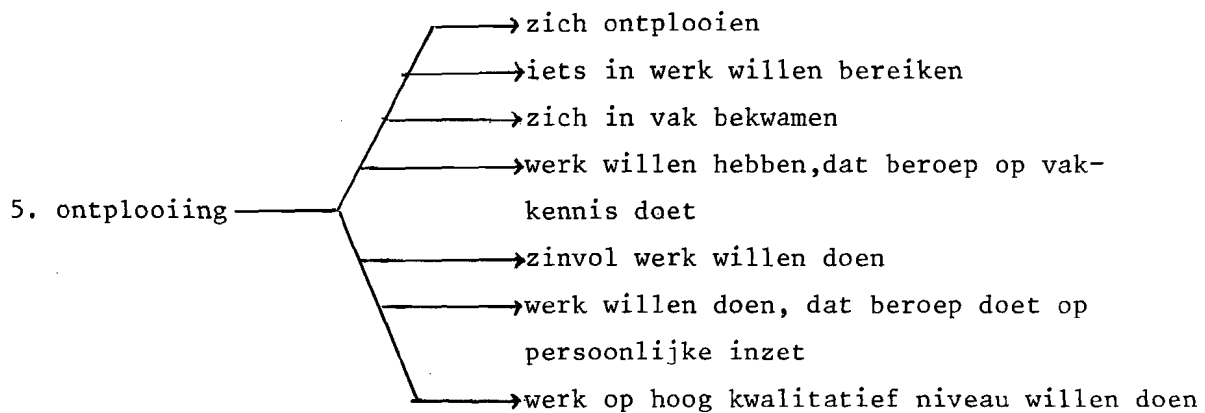 zich ontplooien
iets in werk willen bereiken
zich in vak bekwamen
werk willen hebben,dat beroep op vak-
kennis doet
5. ontplooiing
zinvol werk willen doen
werk willen doen, dat beroep doet op
persoonlijke inzet
werk op hoog kwalitatief niveau willen doen